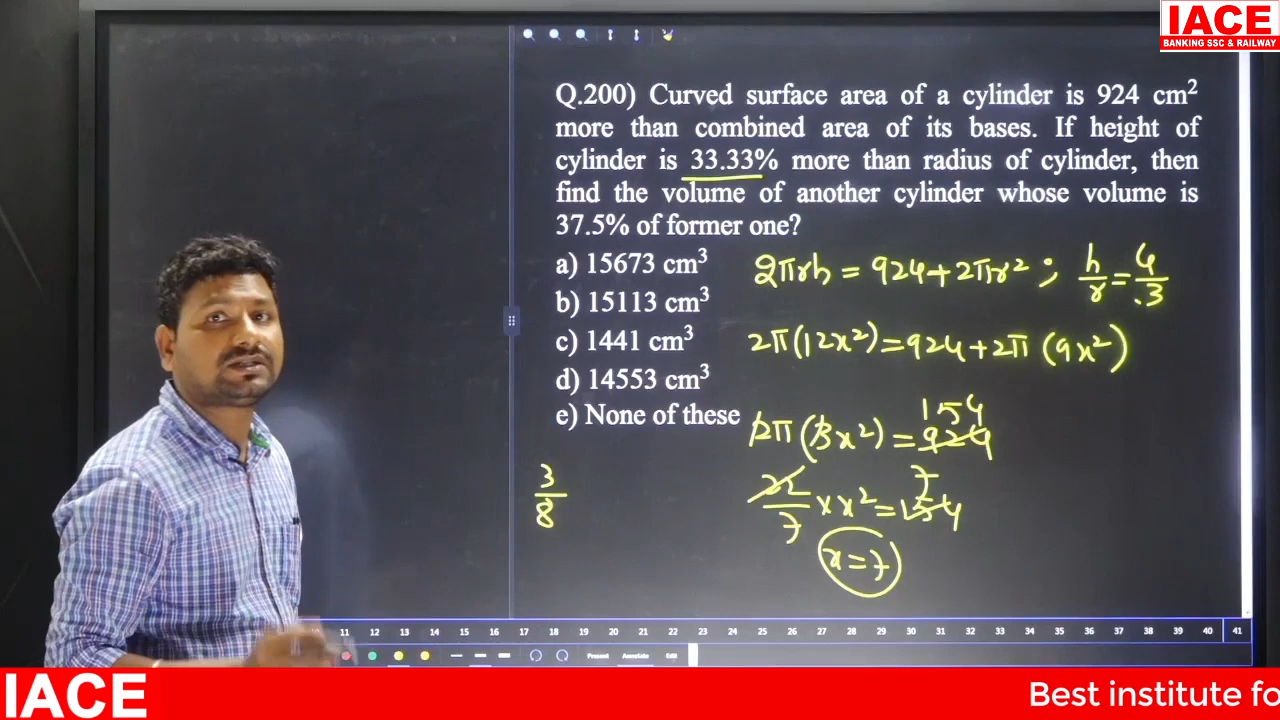 IACE
BANKING SSC & RAILWAY
Q.200) Curved surface area of a cylinder is 924 cm²
more than combined area of its bases. If height of
cylinder is 33.33% more than radius of cylinder, then
find the volume of another cylinder whose volume is
37.5% of former one?
a) 15673 cm³
b) 15113 cm³
c) 1441 cm³
d) 14553 cm³
e) None of these
2πrh = 924 + 2πr² ; h/r = 4/3
2π(12x²) = 924 + 2π (9x²)
2π (3x²) = 924
154
22/7 × x² = 154
7
x = 7
3/8
11 12 13 14 15 16 17 18 19 20 21 22 23 24 25 26 27 28 29 30 31 32 33 34 35 36 37 38 39 40 41
Present Annotate Edit
IACE
Best institute fo